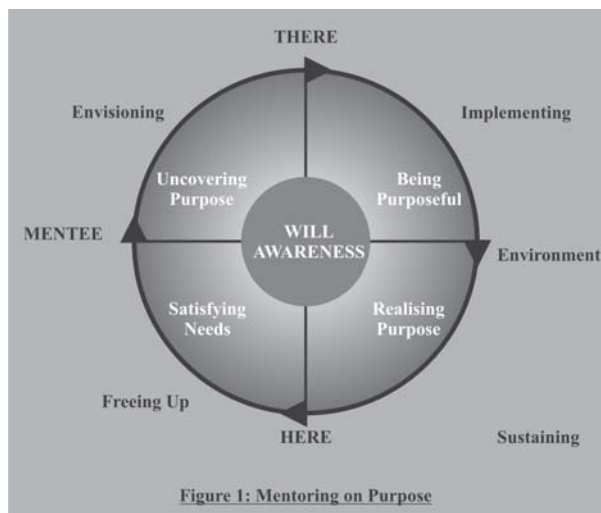 THERE
Envisioning
Implementing
Uncovering
Purpose
Being
Purposeful
MENTEE
WILL
AWARENESS
Environment
Satisfying
Needs
Realising
Purpose
Freeing Up
HERE
Sustaining
Figure 1: Mentoring on Purpose